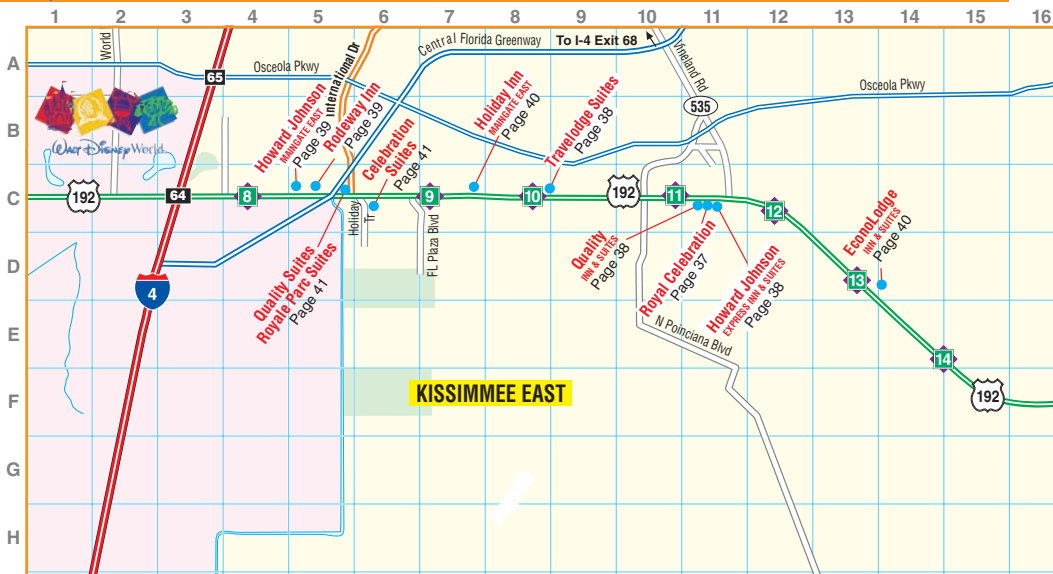 1 2 3 4 5 6 7 8 9 10 11 12 13 14 15 16
A
B
C
D
E
F
G
H
World
65
Osceola Pkwy
International Dr
Central Florida Greenway
To I-4 Exit 68
Vineland Rd
535
Osceola Pkwy
Walt Disney World
Howard Johnson
MAINGATE EAST
Page 39
Rodeway Inn
Page 39
Celebration
Suites
Page 41
Holiday Inn
MAINGATE EAST
Page 40
Travelodge Suites
Page 38
192
64
8
9
10
192
11
12
13
14
192
4
Holiday
Tr
FL Plaza Blvd
Quality Suites
Royale Parc Suites
Page 41
Quality
INN & SUITES
Page 38
Royal Celebration
Page 37
Howard Johnson
EXPRESS INN & SUITES
Page 38
EconoLodge
INN & SUITES
Page 40
N Poinciana Blvd
KISSIMMEE EAST